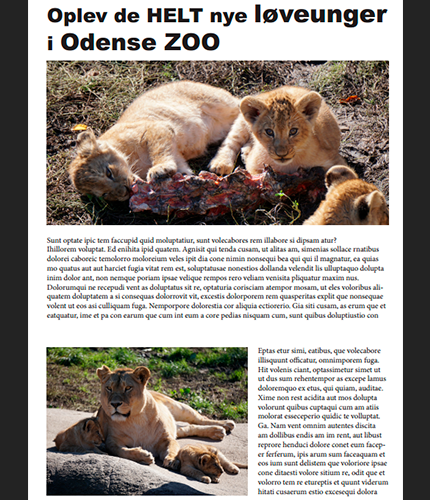 Oplev de HELT nye løveunger
i Odense ZOO
Sunt optate ipic tem faccupid quid moluptatiur, sunt volecabores rem illabore si dipsam atur?
Ihillorem voluptat. Ed enihita ipid quatem. Agnisit qui tenda cusam, ut alitas am, simenias sollace rnatibus
dolorei caboreic temolorro moloreium veles ipit dia cone nimin nonsequi bea qui qui il magnatur, ea quias
mo quatus aut aut harciet fugia vitat rem est, soluptatusae nonestios dollanda velendit lis ulluptaquo dolupta
inim dolor ant, non nemque poriam ipsae velique rempos rero veliam venisita pliquatur maxim nus.
Dolorumqui ne recepudi vent as doluptatus sit re, optaturia corisciam atempor mosam, ut eles voloribus ali-
quatem doluptatem a si consequas dolorrovit vit, excestis dolorporem rem quasperitas explit que nonsequae
volent ut eos asi culliquam fuga. Nemporpore dolorestia cor aliquia ectiorerio. Gia siti cusam, as erum que et
eatquatur, ime et pa con earum que cum int eum a core pedias nisquam cum, sunt quibus doluptiustio con
Eptas etur simi, eatibus, que volecabore
illisquunt officatur, omnimporem fuga.
Hit volenis ciant, optassimetur simet ut
ut dus sum rehentempor as excepe lamus
doloremquo ex etus, qui quiam, auditae.
Xime non rest acidita aut mos dolupta
volorunt quibus cuptaqui cum am atiis
molorat esseceperio quidic te volluptat.
Ga. Nam vent omnim autentes discita
am dollibus endis am im rent, aut libust
reprore henduci dolore conet eum facep-
er ferferum, ipis arum sum faceaquam et
eos ium sunt delistem que voloriore ipsae
cone ditaesti volore sitium re, odit que et
volorro tem re etureptis et quunt viderum
hitati cusaerum estio excesequi dolora